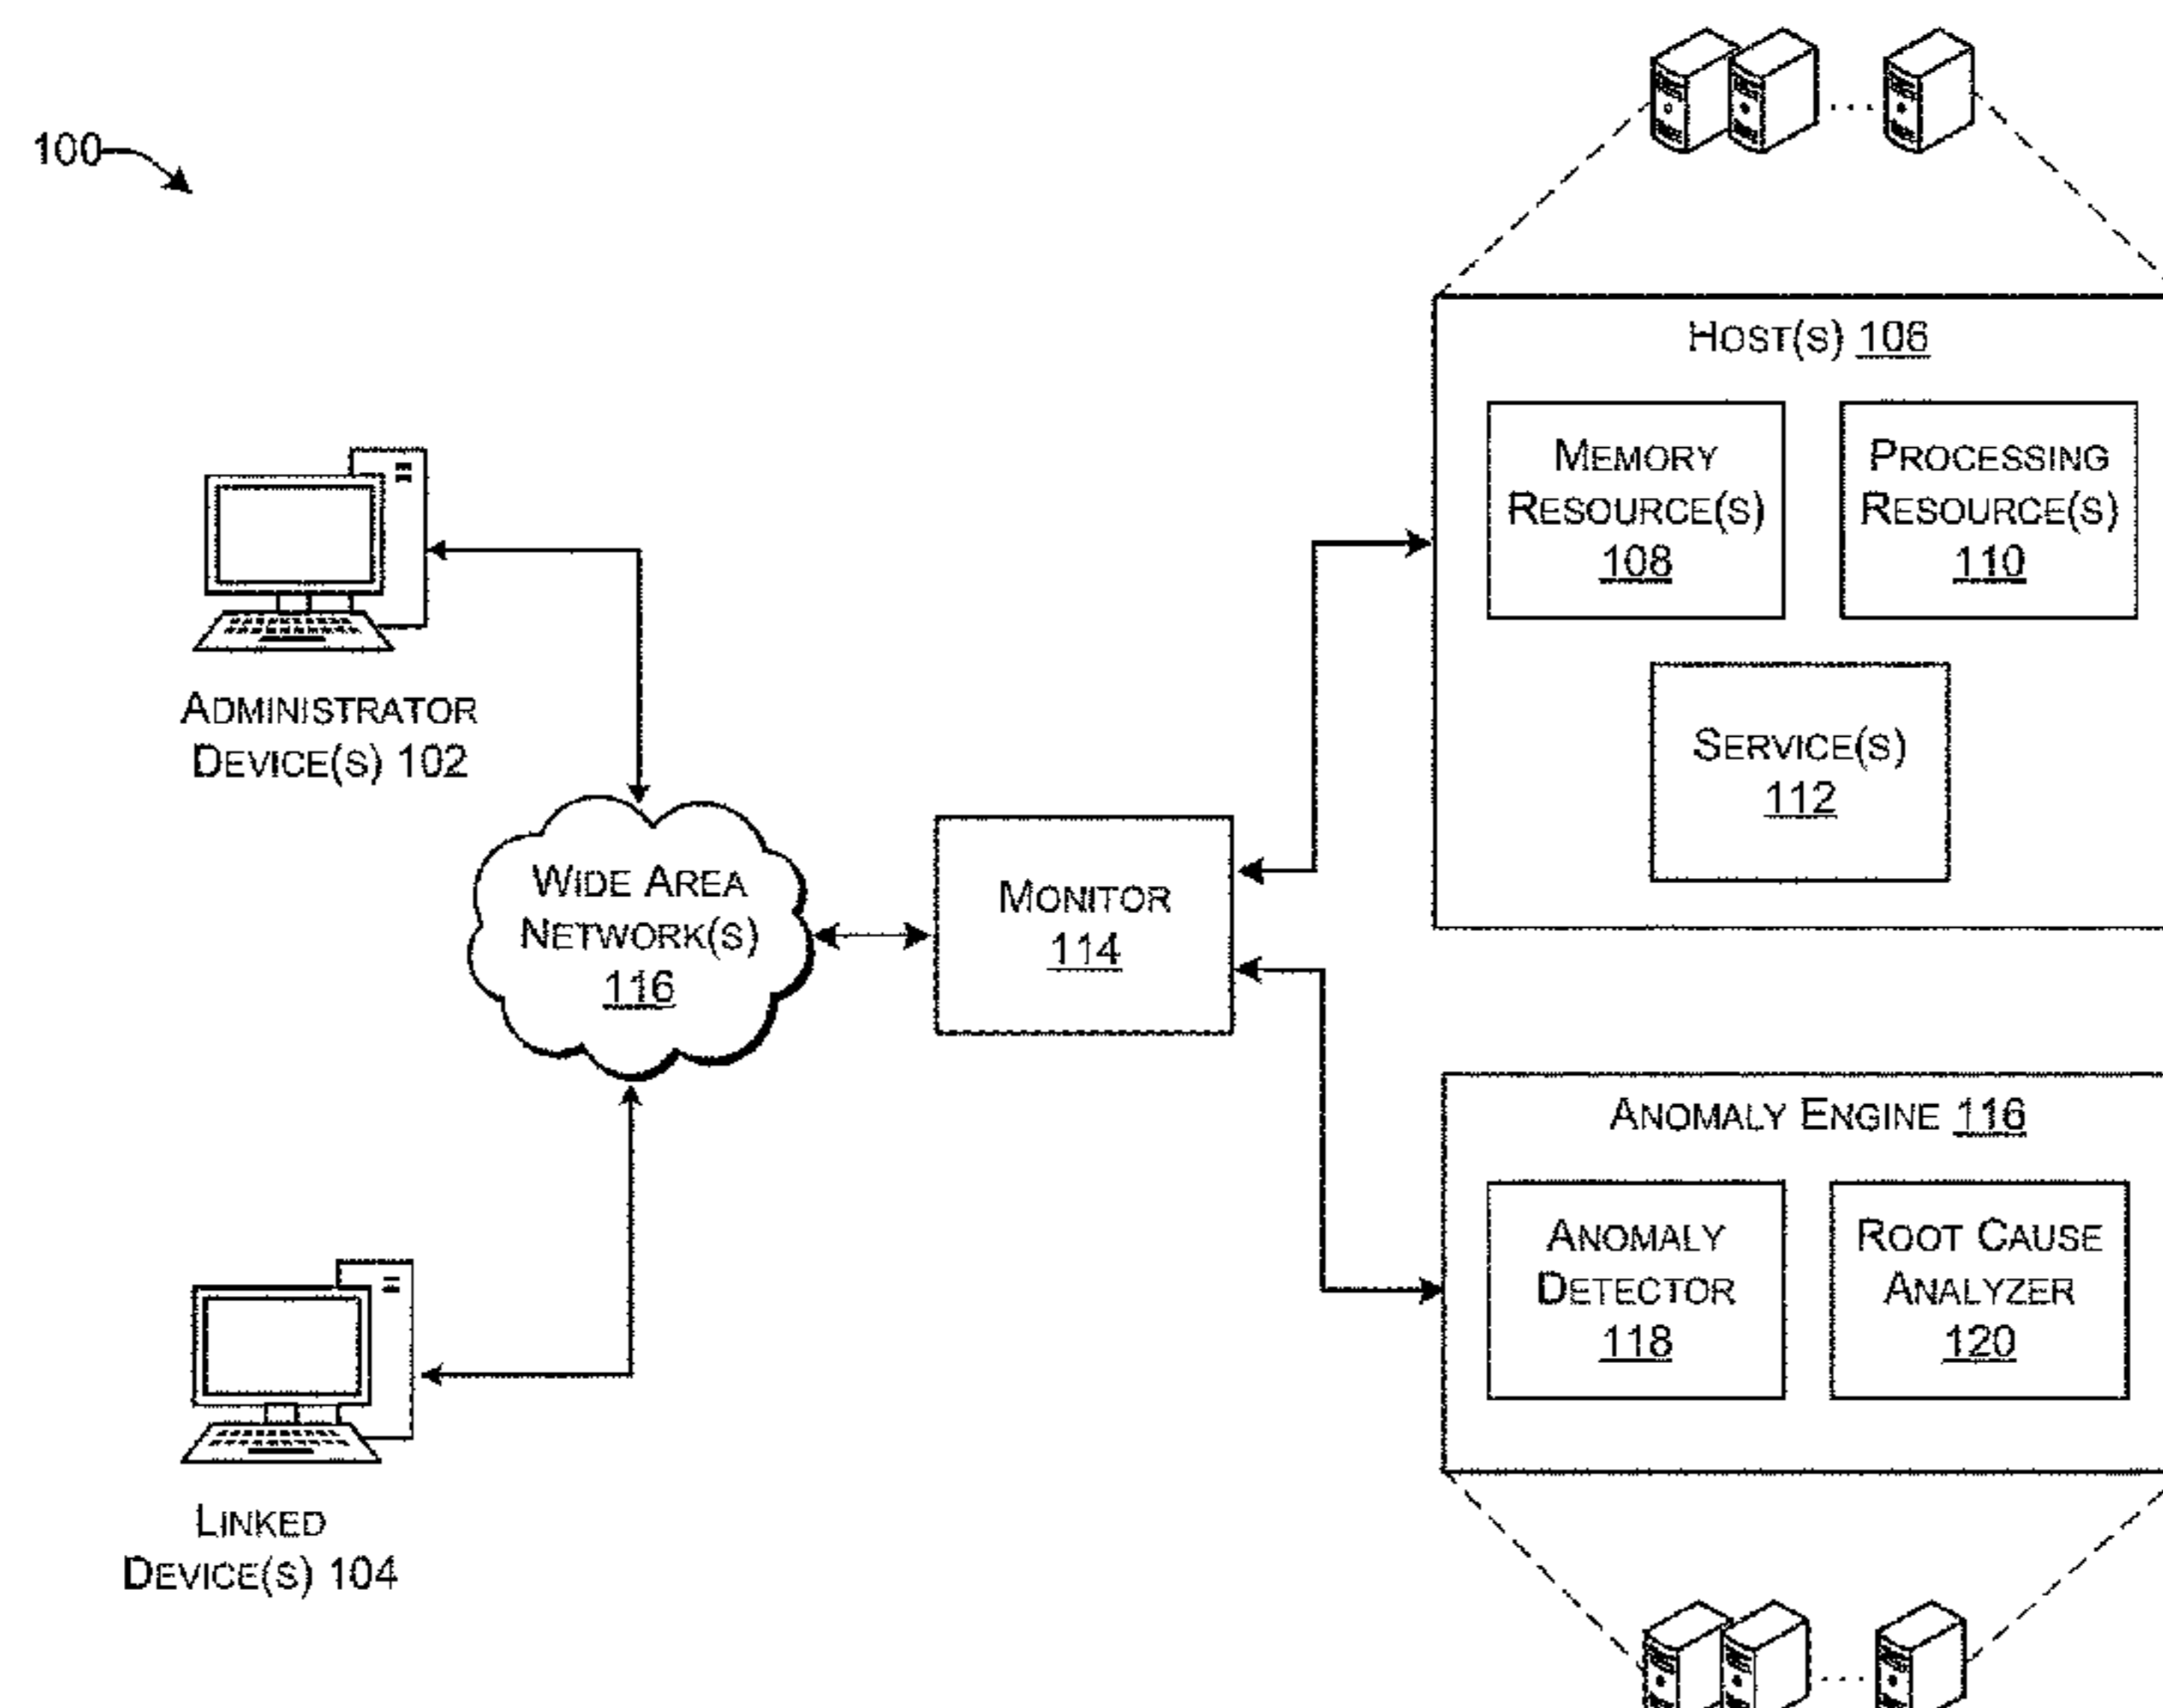 100
HOST(S) 106
MEMORY
RESOURCE(S)
108
PROCESSING
RESOURCE(S)
110
SERVICE(S)
112
ADMINISTRATOR
DEVICE(S) 102
WIDE AREA
NETWORK(S)
116
MONITOR
114
ANOMALY ENGINE 116
ANOMALY
DETECTOR
118
ROOT CAUSE
ANALYZER
120
LINKED
DEVICE(S) 104